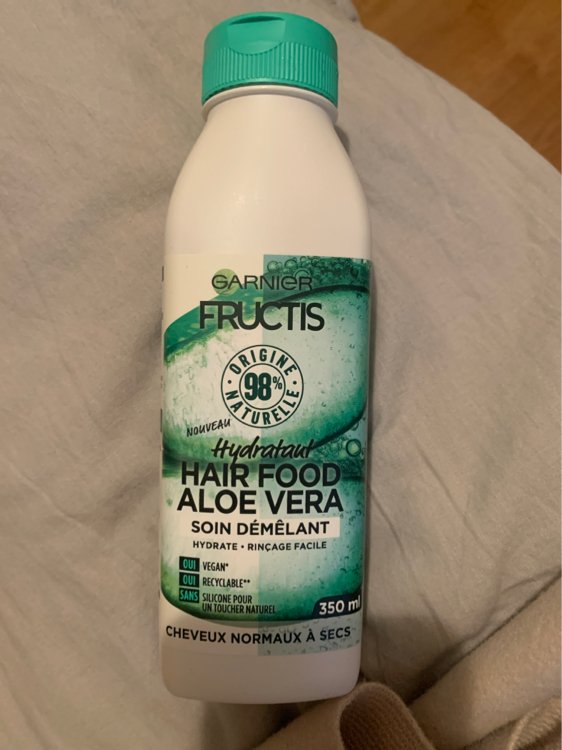 GARNIER
FRUCTIS
ORIGINE
98%
NATURELLE
NOUVEAU
Hydratant
HAIR FOOD
ALOE VERA
SOIN DÉMÊLANT
HYDRATE • RINÇAGE FACILE
OUI VEGAN*
OUI RECYCLABLE**
SANS SILICONE POUR
UN TOUCHER NATUREL
350 ml
CHEVEUX NORMAUX À SECS